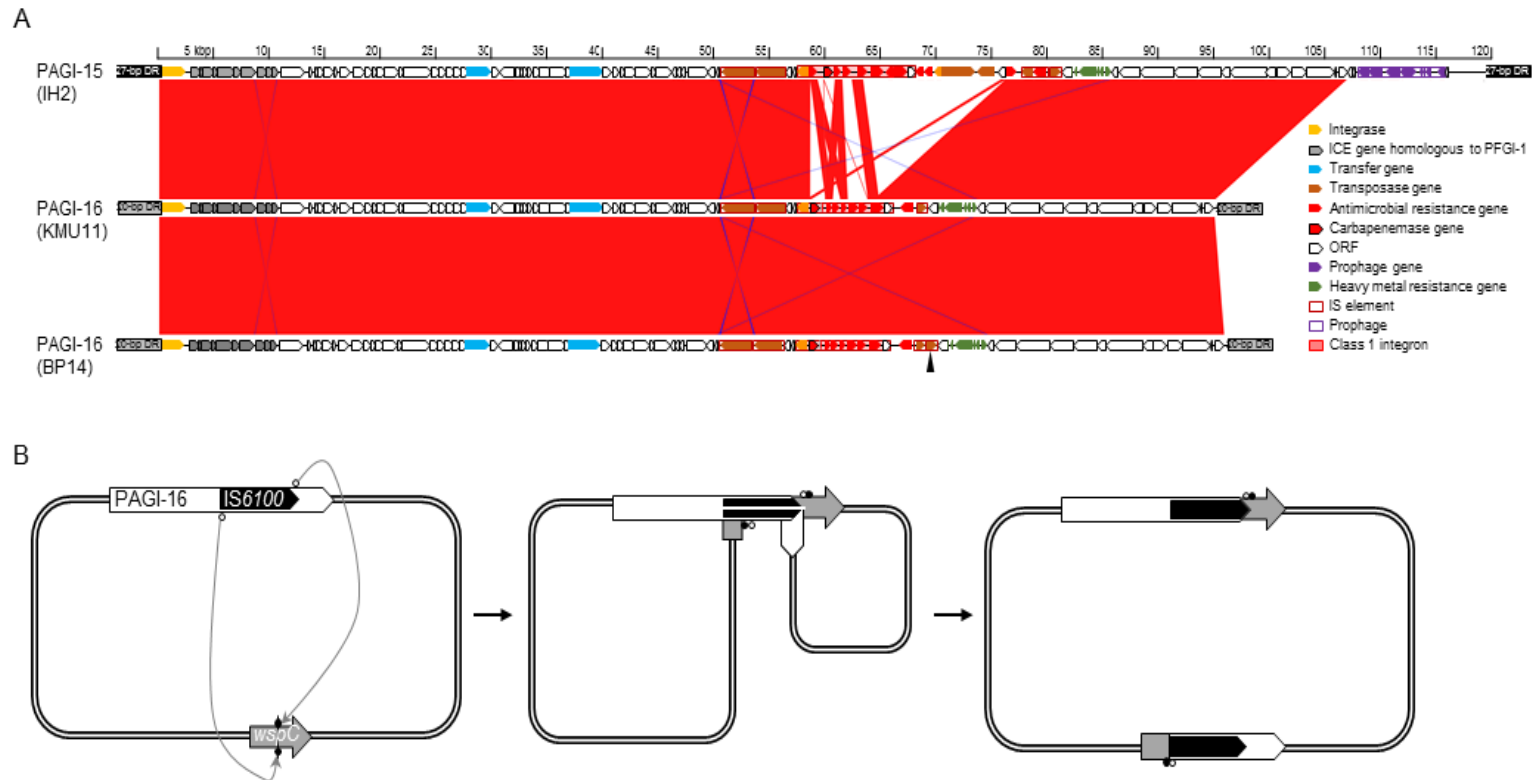 A
5 kbp 10 15 20 25 30 35 40 45 50 55 60 65 70 75 80 85 90 95 100 105 110 115 120
PAGI-15
(IH2)
27-bp DR
27-bp DR
PAGI-16
(KMU11)
PAGI-16
(BP14)
Integrase
ICE gene homologous to PFGI-1
Transfer gene
Transposase gene
Antimicrobial resistance gene
Carbapenemase gene
ORF
Prophage gene
Heavy metal resistance gene
IS element
Prophage
Class 1 integron
B
PAGI-16 IS6100
wspC